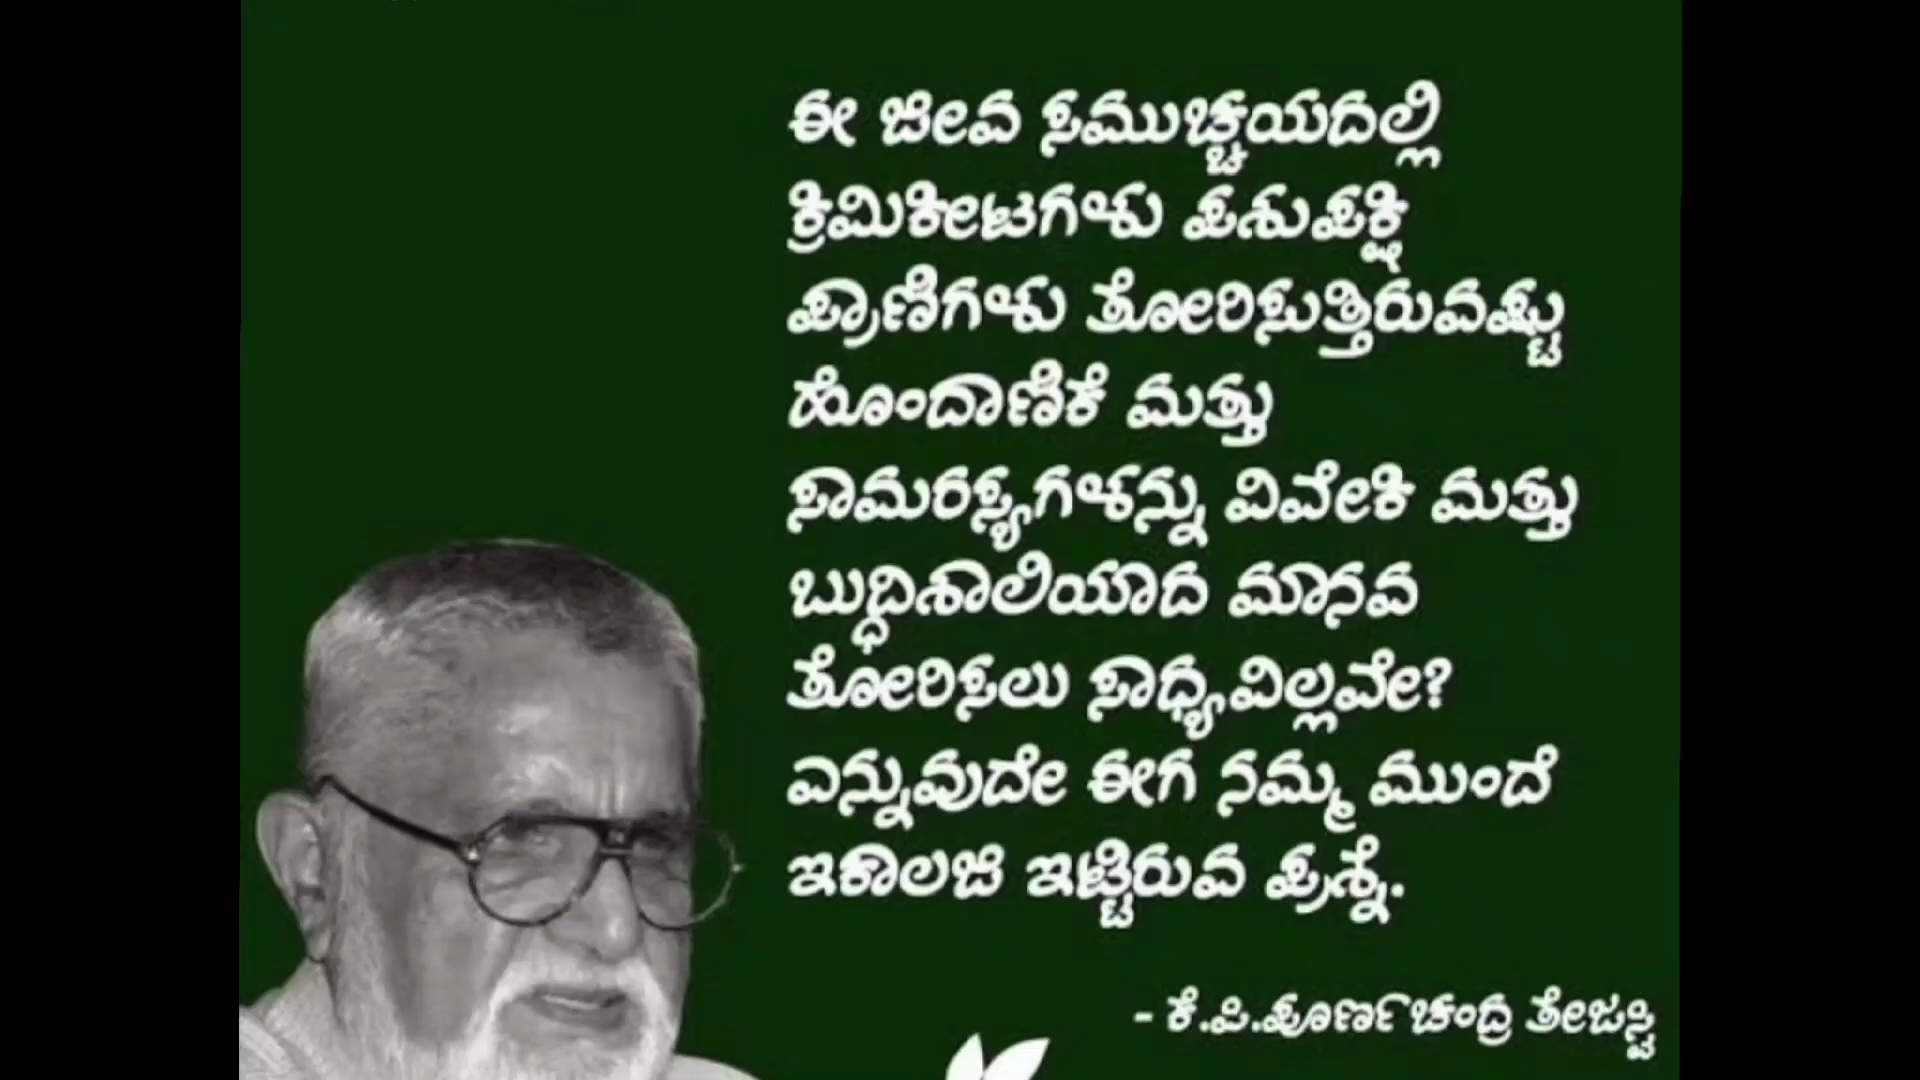 ಈ ಜೀವ ಸಮುಚ್ಚಯದಲ್ಲಿ
ಕ್ರಿಮಿಕೀಟಗಳು ಪಶುಪಕ್ಷಿ
ಪ್ರಾಣಿಗಳು ತೋರಿಸುತ್ತಿರುವಷ್ಟು
ಹೊಂದಾಣಿಕೆ ಮತ್ತು
ಸಾಮರಸ್ಯಗಳನ್ನು ವಿವೇಕಿ ಮತ್ತು
ಬುದ್ಧಿಶಾಲಿಯಾದ ಮಾನವ
ತೋರಿಸಲು ಸಾಧ್ಯವಿಲ್ಲವೇ?
ಎನ್ನುವುದೇ ಈಗ ನಮ್ಮ ಮುಂದೆ
ಇಕಾಲಜಿ ಇಟ್ಟಿರುವ ಪ್ರಶ್ನೆ.
- ಕೆ.ಪಿ.ಪೂರ್ಣಚಂದ್ರ ತೇಜಸ್ವಿ